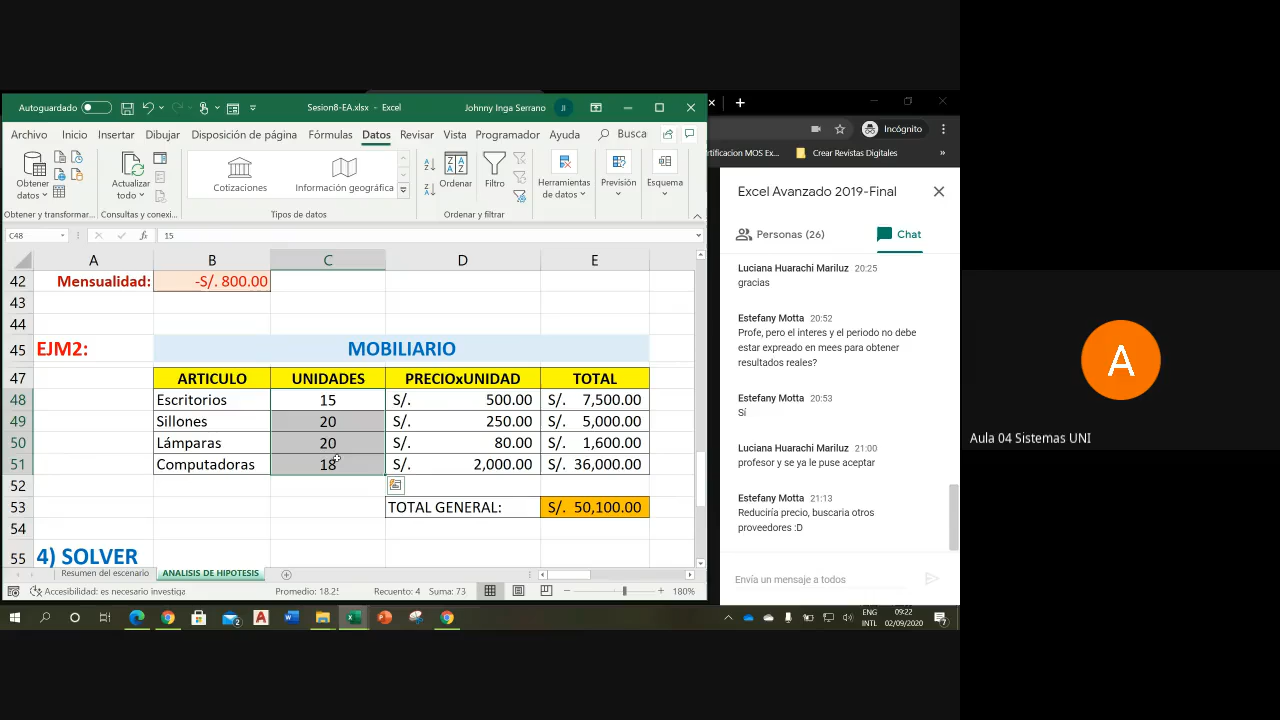 Autoguardado
Sesion8-EA.xlsx - Excel
Johnny Inga Serrano
JI
Archivo Inicio Insertar Dibujar Disposición de página Fórmulas Datos Revisar Vista Programador Ayuda Busca
Obtener datos
Actualizar todo
Cotizaciones
Información geográfica
Ordenar
Filtro
Herramientas de datos
Previsión
Esquema
Obtener y transformar...
Consultas y conexi...
Tipos de datos
Ordenar y filtrar
C48
fx
15
A B C D E
42 Mensualidad: -S/. 800.00
43
44
45 EJM2: MOBILIARIO
47 ARTICULO UNIDADES PRECIOxUNIDAD TOTAL
48 Escritorios 15 S/. 500.00 S/. 7,500.00
49 Sillones 20 S/. 250.00 S/. 5,000.00
50 Lámparas 20 S/. 80.00 S/. 1,600.00
51 Computadoras 18 S/. 2,000.00 S/. 36,000.00
52
53 TOTAL GENERAL: S/. 50,100.00
54
55 4) SOLVER
Resumen del escenario ANALISIS DE HIPOTESIS
Accesibilidad: es necesario investiga
Promedio: 18.25
Recuento: 4
Suma: 73
180%
Incógnito
rtificacion MOS Ex...
Crear Revistas Digitales
»
Excel Avanzado 2019-Final
Personas (26)
Chat
Luciana Huarachi Mariluz 20:25
gracias
Estefany Motta 20:52
Profe, pero el interes y el periodo no debe
estar expreado en mees para obtener
resultados reales?
Estefany Motta 20:53
Sí
Luciana Huarachi Mariluz 21:00
profesor y se ya le puse aceptar
Estefany Motta 21:13
Reduciría precio, buscaria otros
proveedores :D
Envía un mensaje a todos
A
Aula 04 Sistemas UNI
ENG
INTL
09:22
02/09/2020